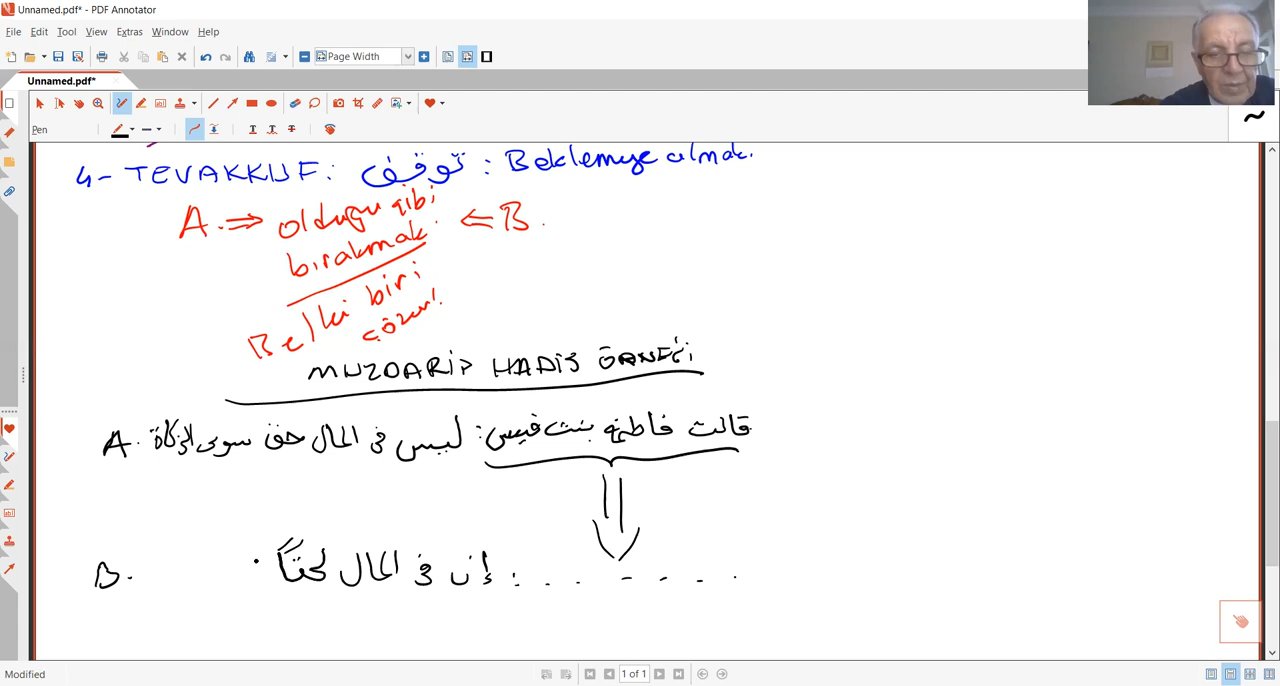 Unnamed.pdf* - PDF Annotator
File Edit Tool View Extras Window Help
Page Width
Unnamed.pdf*
Pen
4- TEVAKKUF: توقف : Beklemeye almak.
A. ⇒ olduğu gibi ⇐ B.
bırakmak
Belki biri
çözer!
MUZDARİP HADİS ÖRNEĞİ
A. قالت فاطمة بنت قيس: ليس في المال حق سوى الزكاة
B. . . . . . . : إن في المال لحقًا .
Modified
1 of 1